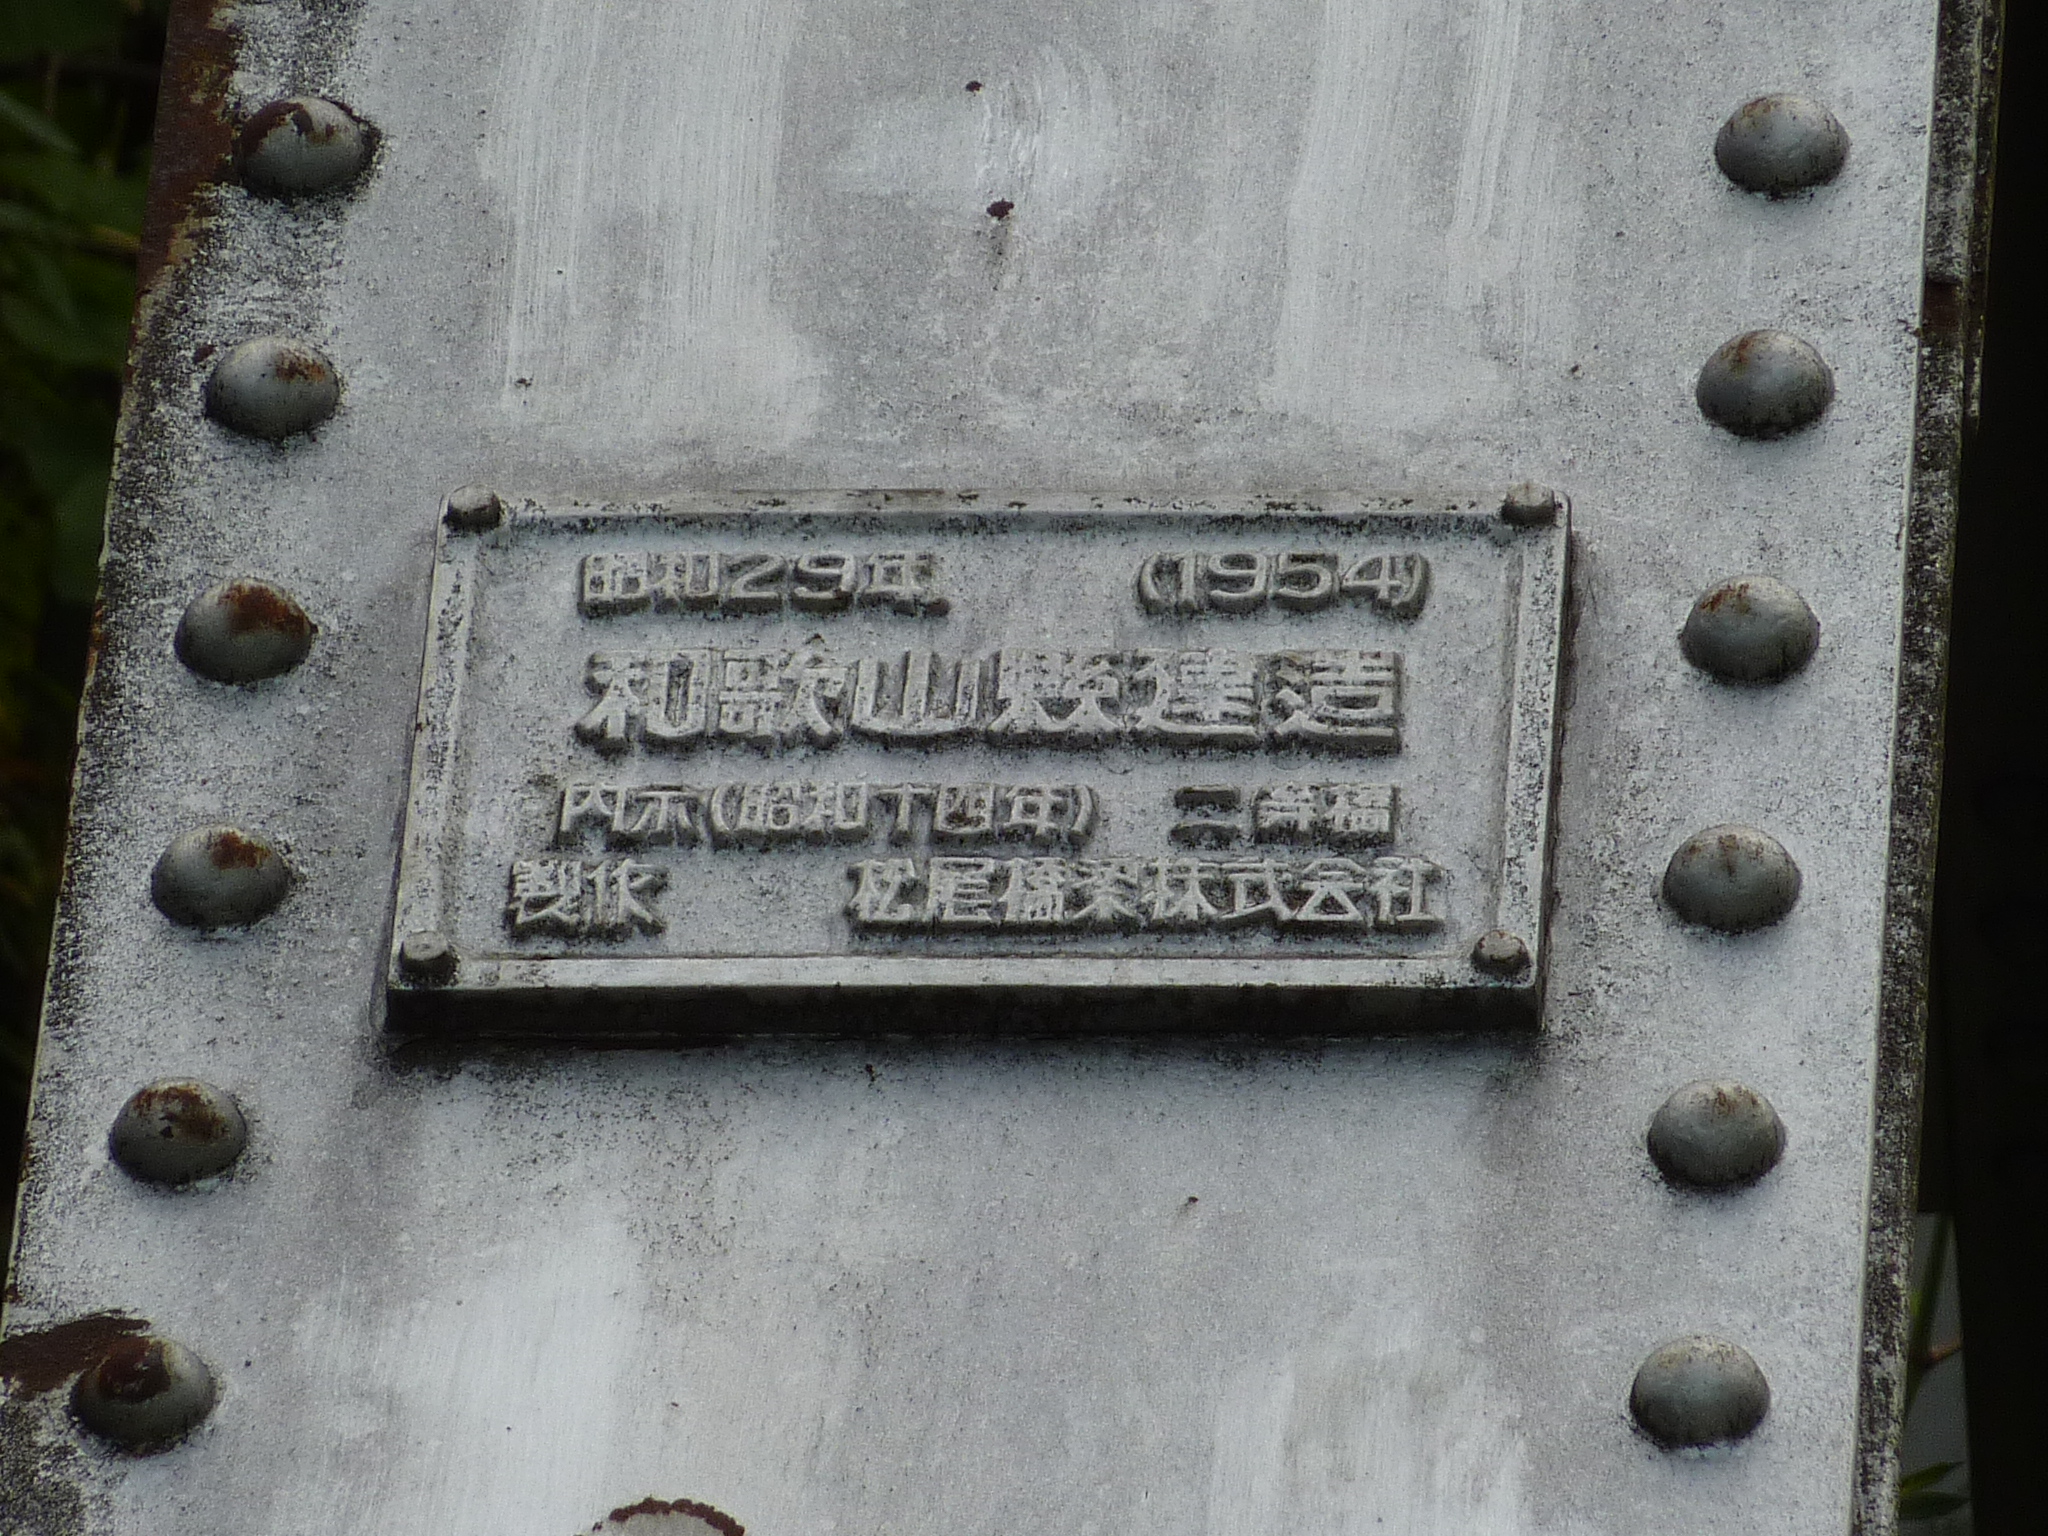 昭和29年 (1954)
和歌山縣建造
内示(昭和十四年) 二等橋
製作 松尾橋梁株式会社